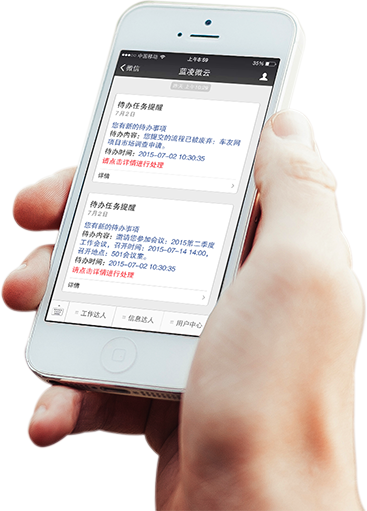 中国移动 上午8:59 35%
微信 蓝凌微云
待办任务提醒
7月2日
您有新的待办事项
待办内容：您提交的流程已被废弃：车友网
项目市场调查申请。
待办时间：2015-07-02 10:30:35
请点击详情进行处理
详情
待办任务提醒
7月2日
您有新的待办事项
待办内容：邀请您参加会议：2015第二季度
工作会议，召开时间：2015-07-14 14:00，
召开地点：501会议室。
待办时间：2015-07-02 10:30:35
请点击详情进行处理
详情
工作达人 信息达人 用户中心